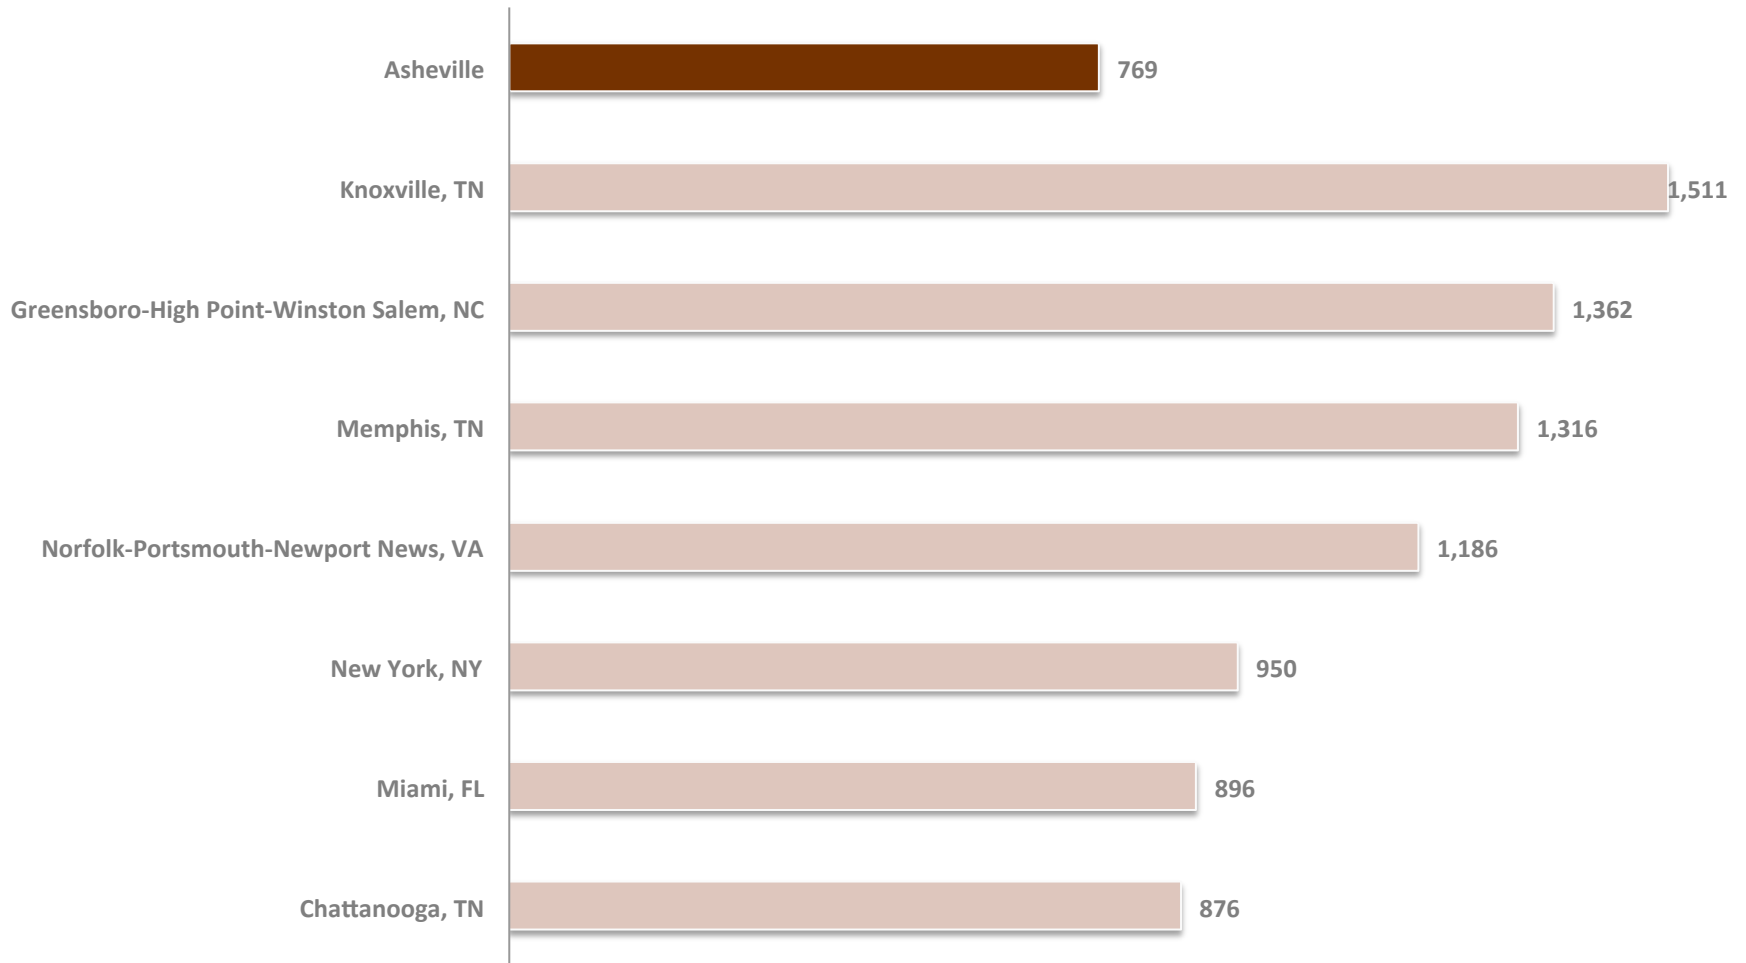 Asheville 769
Knoxville, TN 1,511
Greensboro-High Point-Winston Salem, NC 1,362
Memphis, TN 1,316
Norfolk-Portsmouth-Newport News, VA 1,186
New York, NY 950
Miami, FL 896
Chattanooga, TN 876